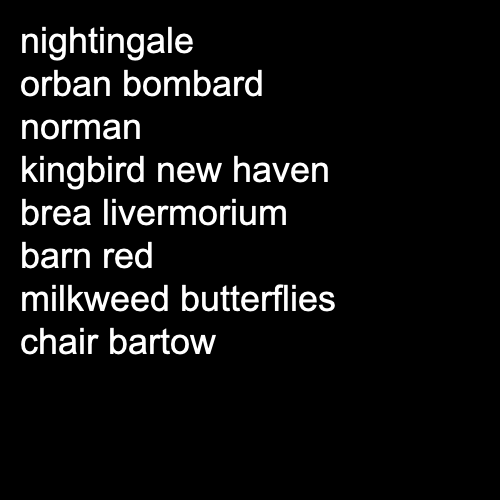 nightingale
orban bombard
norman
kingbird new haven
brea livermorium
barn red
milkweed butterflies
chair bartow